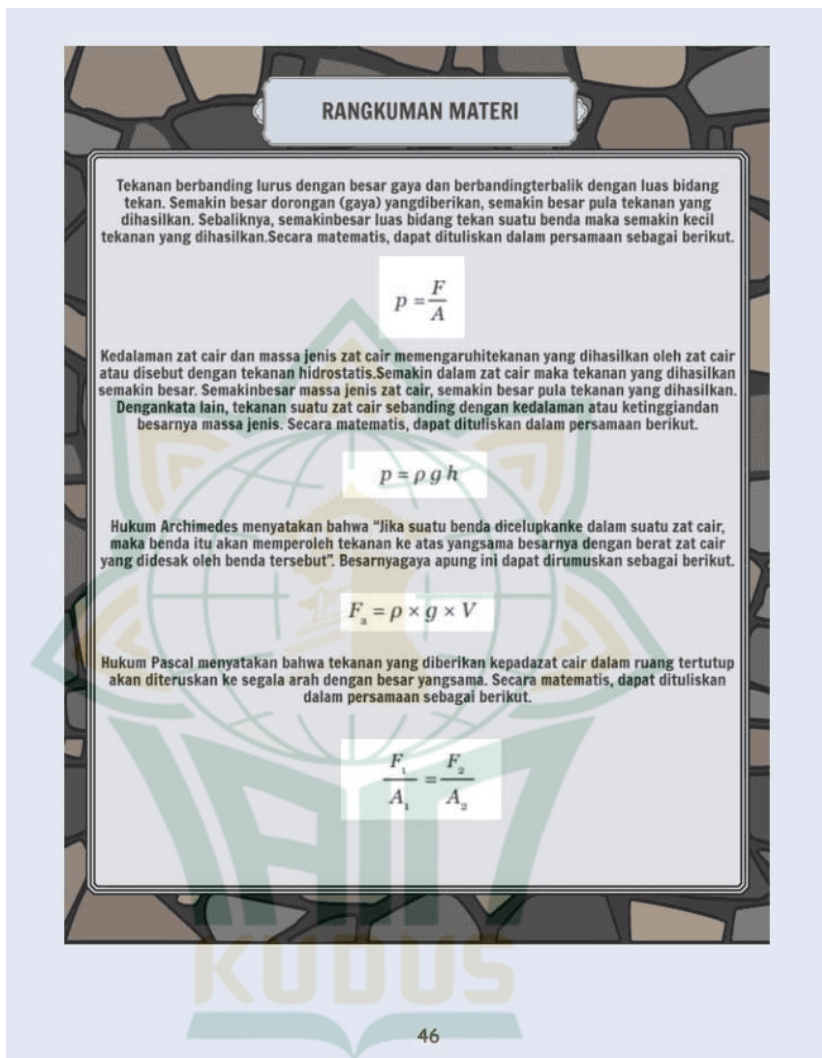 RANGKUMAN MATERI
Tekanan berbanding lurus dengan besar gaya dan berbandingterbalik dengan luas bidang
tekan. Semakin besar dorongan (gaya) yangdiberikan, semakin besar pula tekanan yang
dihasilkan. Sebaliknya, semakinbesar luas bidang tekan suatu benda maka semakin kecil
tekanan yang dihasilkan.Secara matematis, dapat dituliskan dalam persamaan sebagai berikut.
p = F/A
Kedalaman zat cair dan massa jenis zat cair memengaruhitekanan yang dihasilkan oleh zat cair
atau disebut dengan tekanan hidrostatis.Semakin dalam zat cair maka tekanan yang dihasilkan
semakin besar. Semakinbesar massa jenis zat cair, semakin besar pula tekanan yang dihasilkan.
Dengankata lain, tekanan suatu zat cair sebanding dengan kedalaman atau ketinggiandan
besarnya massa jenis. Secara matematis, dapat dituliskan dalam persamaan berikut.
p = ρ g h
Hukum Archimedes menyatakan bahwa “Jika suatu benda dicelupkanke dalam suatu zat cair,
maka benda itu akan memperoleh tekanan ke atas yangsama besarnya dengan berat zat cair
yang didesak oleh benda tersebut”. Besarnyagaya apung ini dapat dirumuskan sebagai berikut.
Fₐ = ρ × g × V
Hukum Pascal menyatakan bahwa tekanan yang diberikan kepadazat cair dalam ruang tertutup
akan diteruskan ke segala arah dengan besar yangsama. Secara matematis, dapat dituliskan
dalam persamaan sebagai berikut.
F₁/A₁ = F₂/A₂
IAIN
KUDUS
46